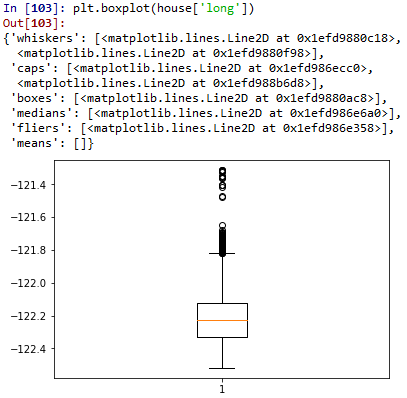 In [103]: plt.boxplot(house['long'])
Out[103]:
{'whiskers': [<matplotlib.lines.Line2D at 0x1efd9880c18>,
  <matplotlib.lines.Line2D at 0x1efd9880f98>],
 'caps': [<matplotlib.lines.Line2D at 0x1efd986ecc0>,
  <matplotlib.lines.Line2D at 0x1efd988b6d8>],
 'boxes': [<matplotlib.lines.Line2D at 0x1efd9880ac8>],
 'medians': [<matplotlib.lines.Line2D at 0x1efd986e6a0>],
 'fliers': [<matplotlib.lines.Line2D at 0x1efd986e358>],
 'means': []}
−121.4
−121.6
−121.8
−122.0
−122.2
−122.4
1